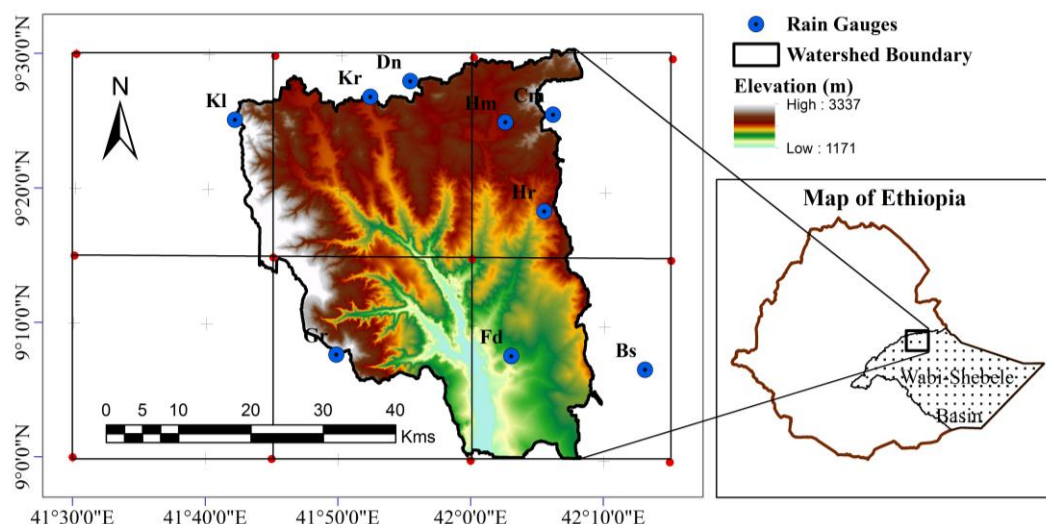 Rain Gauges
Watershed Boundary
Elevation (m)
High : 3337
Low : 1171
9°30'0"N
9°20'0"N
9°10'0"N
9°0'0"N
N
Dn
Kr
Kl
Hm
Cm
Hr
Gr
Fd
Bs
0 5 10 20 30 40
Kms
41°30'0"E 41°40'0"E 41°50'0"E 42°0'0"E 42°10'0"E
Map of Ethiopia
Wabi-Shebele
Basin